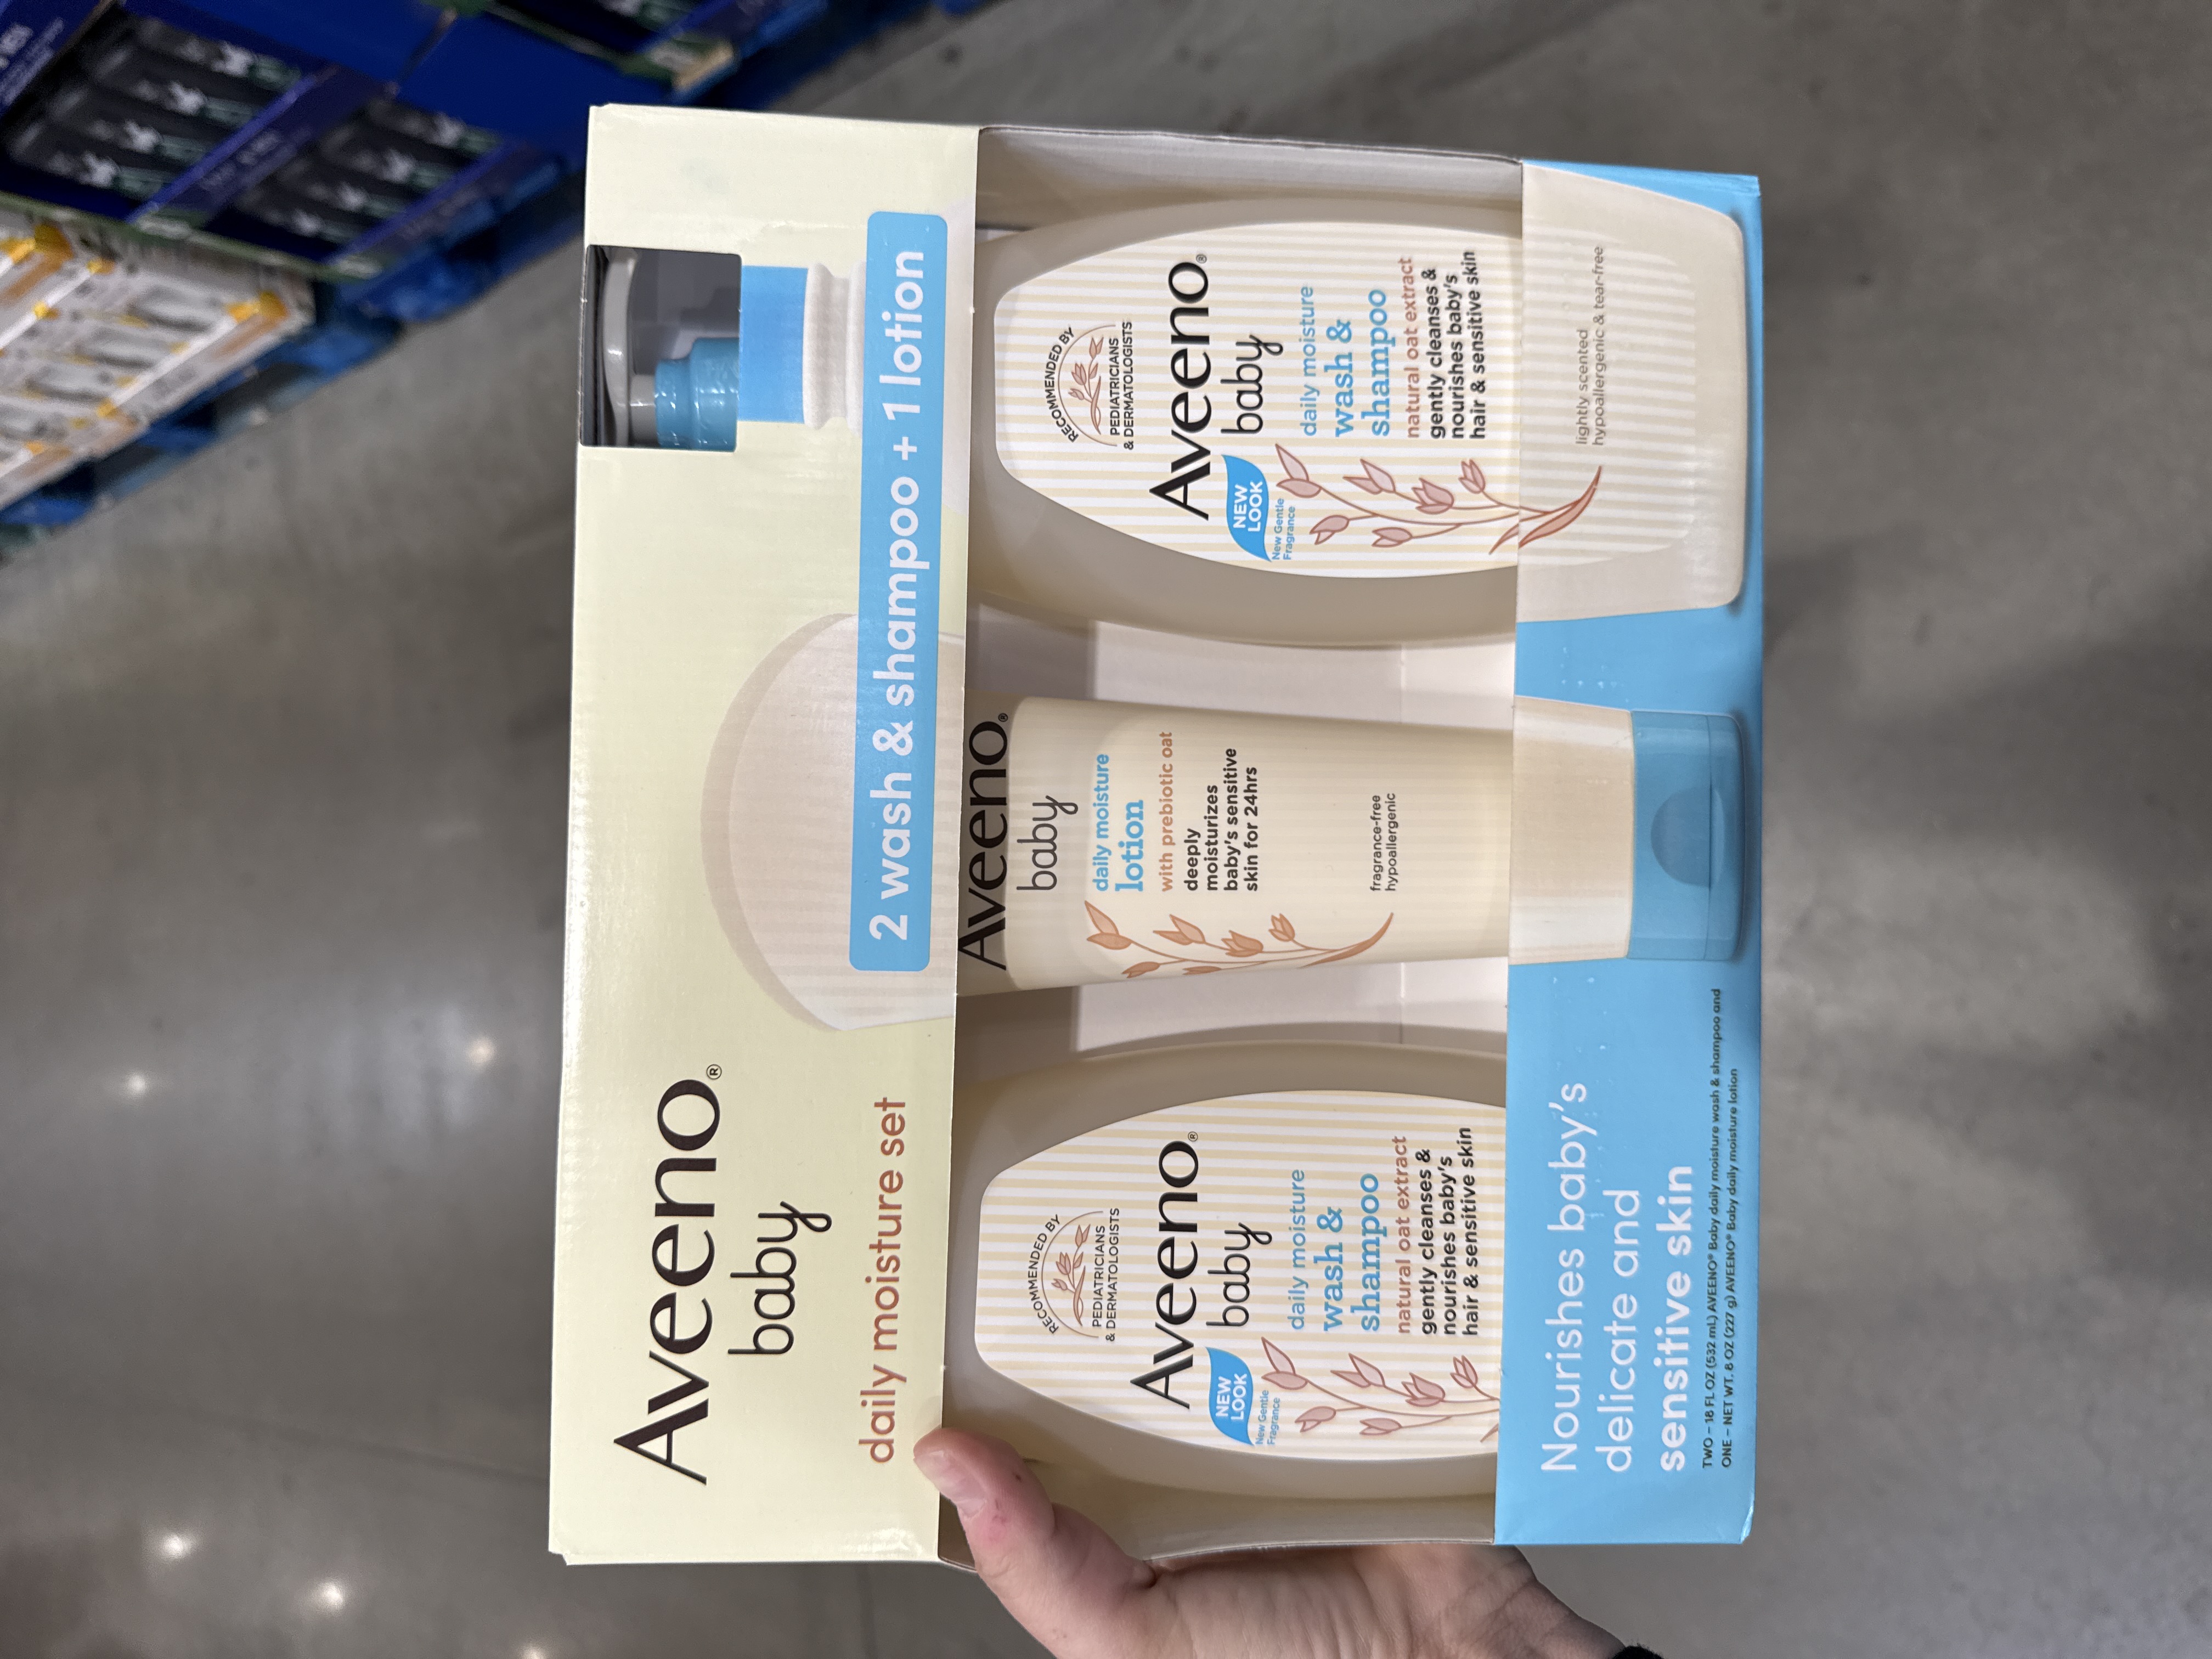 Aveeno®
baby
daily moisture set
2 wash & shampoo + 1 lotion
RECOMMENDED BY
PEDIATRICIANS
& DERMATOLOGISTS
Aveeno®
baby
NEW
LOOK
New Gentle
Fragrance
daily moisture
wash &
shampoo
natural oat extract
gently cleanses &
nourishes baby's
hair & sensitive skin
Aveeno®
baby
daily moisture
lotion
with prebiotic oat
deeply
moisturizes
baby's sensitive
skin for 24hrs
fragrance-free
hypoallergenic
RECOMMENDED BY
PEDIATRICIANS
& DERMATOLOGISTS
Aveeno®
baby
NEW
LOOK
New Gentle
Fragrance
daily moisture
wash &
shampoo
natural oat extract
gently cleanses &
nourishes baby's
hair & sensitive skin
lightly scented
hypoallergenic & tear-free
Nourishes baby's
delicate and
sensitive skin
TWO – 18 FL OZ (532 mL) AVEENO® Baby daily moisture wash & shampoo and
ONE – NET WT. 8 OZ (227 g) AVEENO® Baby daily moisture lotion